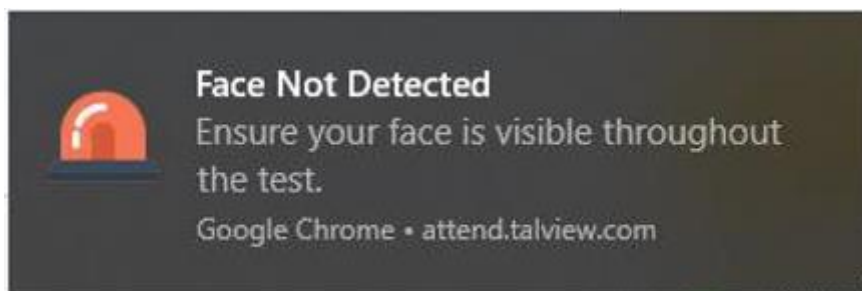 Face Not Detected
Ensure your face is visible throughout
the test.
Google Chrome • attend.talview.com